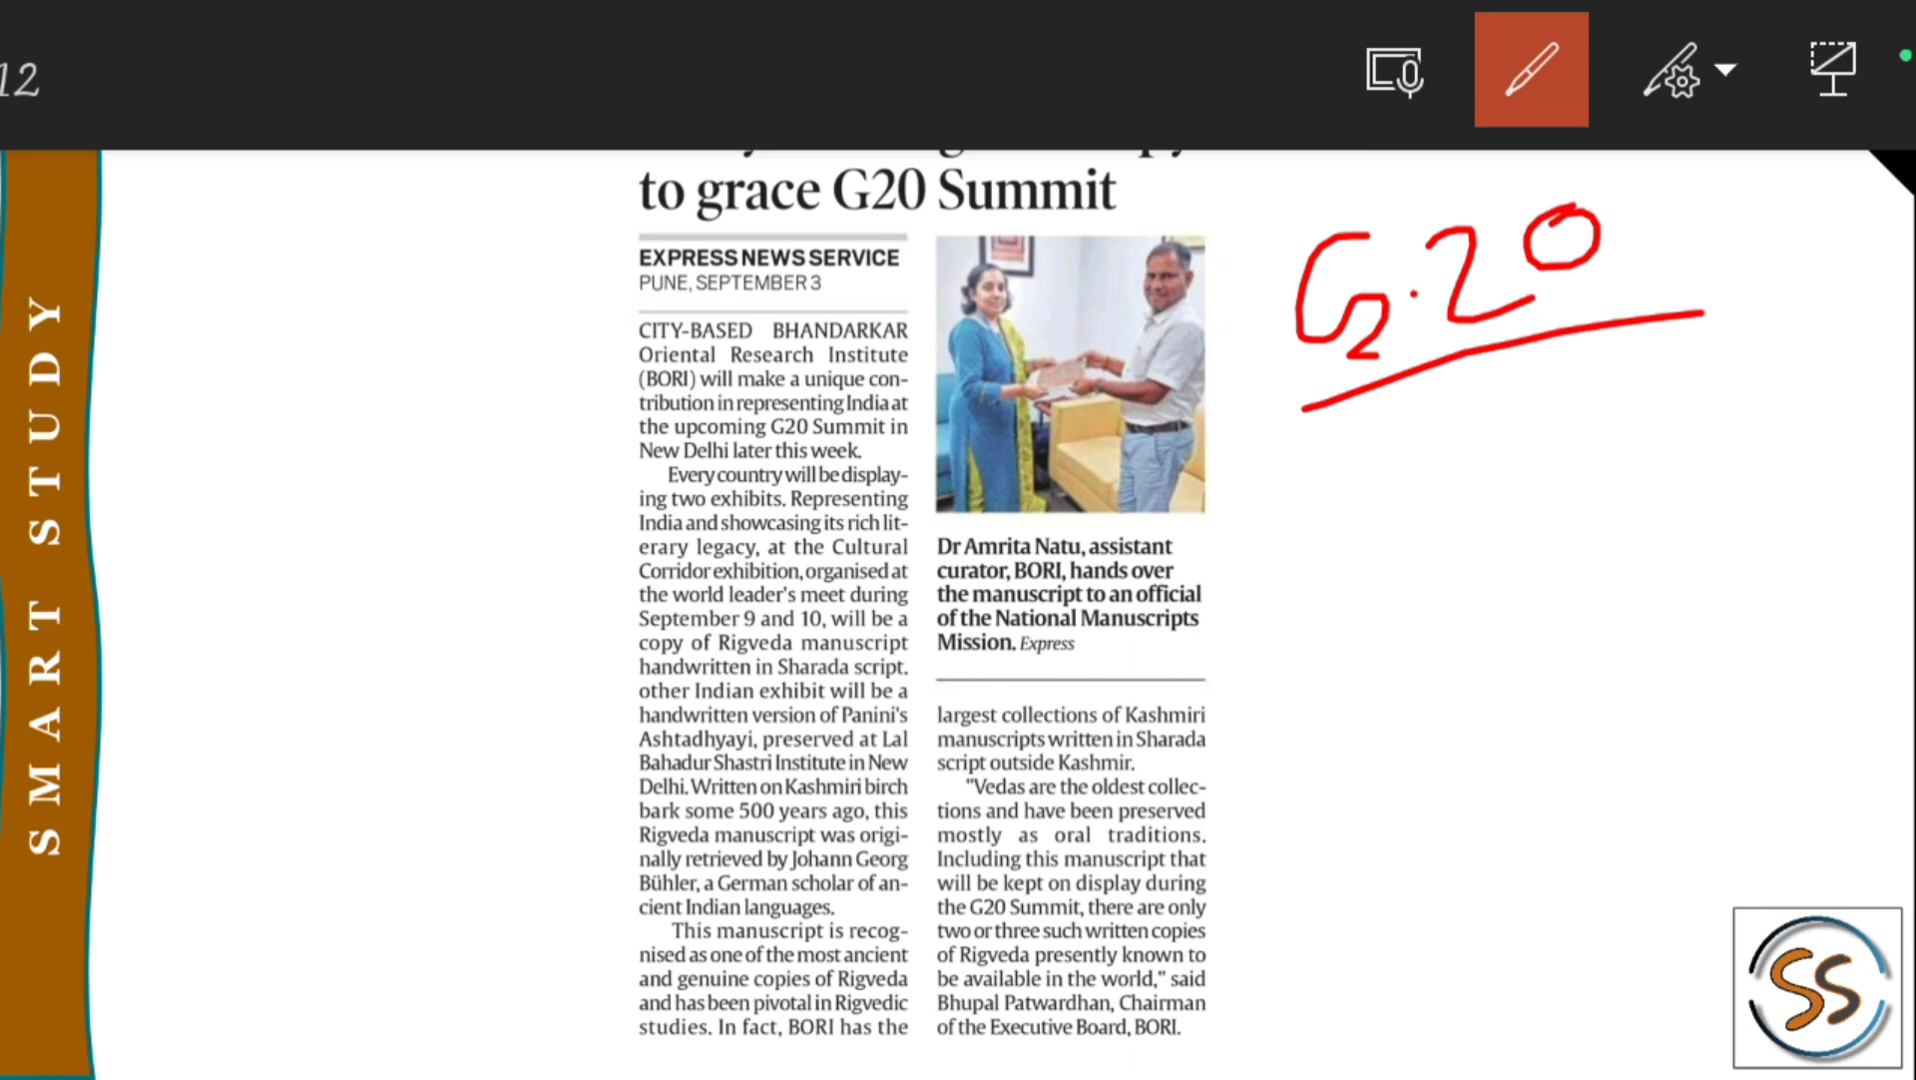 12
to grace G20 Summit
EXPRESS NEWS SERVICE
PUNE, SEPTEMBER 3
CITY-BASED BHANDARKAR
Oriental Research Institute
(BORI) will make a unique con-
tribution in representing India at
the upcoming G20 Summit in
New Delhi later this week.
Every country will be display-
ing two exhibits. Representing
India and showcasing its rich lit-
erary legacy, at the Cultural
Corridor exhibition, organised at
the world leader's meet during
September 9 and 10, will be a
copy of Rigveda manuscript
handwritten in Sharada script.
other Indian exhibit will be a
handwritten version of Panini's
Ashtadhyayi, preserved at Lal
Bahadur Shastri Institute in New
Delhi. Written on Kashmiri birch
bark some 500 years ago, this
Rigveda manuscript was origi-
nally retrieved by Johann Georg
Bühler, a German scholar of an-
cient Indian languages.
This manuscript is recog-
nised as one of the most ancient
and genuine copies of Rigveda
and has been pivotal in Rigvedic
studies. In fact, BORI has the
Dr Amrita Natu, assistant
curator, BORI, hands over
the manuscript to an official
of the National Manuscripts
Mission. Express
largest collections of Kashmiri
manuscripts written in Sharada
script outside Kashmir.
"Vedas are the oldest collec-
tions and have been preserved
mostly as oral traditions.
Including this manuscript that
will be kept on display during
the G20 Summit, there are only
two or three such written copies
of Rigveda presently known to
be available in the world," said
Bhupal Patwardhan, Chairman
of the Executive Board, BORI.
G.20
SMART STUDY
SS